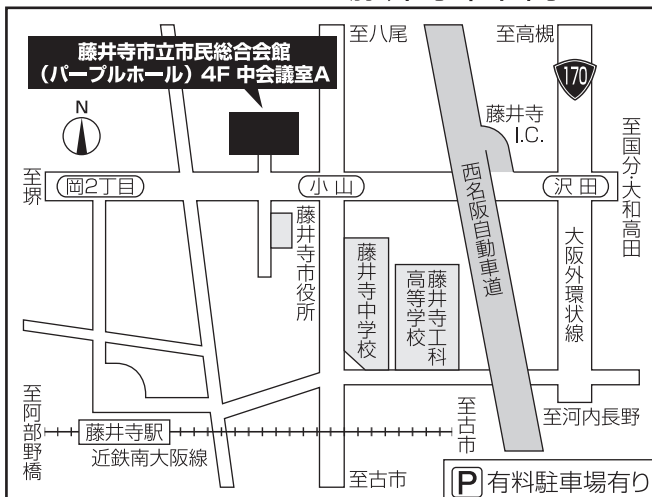 藤井寺市立市民総合会館
(パープルホール)4F 中会議室A
至八尾
至高槻
170
N
藤井寺
I.C.
至国分・大和高田
至堺
岡2丁目
小山
沢田
西名阪自動車道
大阪外環状線
藤井寺市役所
藤井寺中学校
藤井寺工科
高等学校
至阿部野橋
藤井寺駅
近鉄南大阪線
至古市
至河内長野
至古市
P 有料駐車場有り